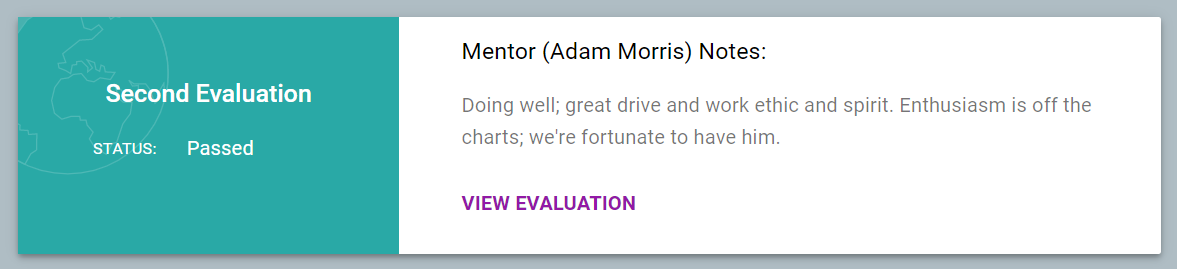 Second Evaluation
STATUS: Passed
Mentor (Adam Morris) Notes:
Doing well; great drive and work ethic and spirit. Enthusiasm is off the
charts; we're fortunate to have him.
VIEW EVALUATION